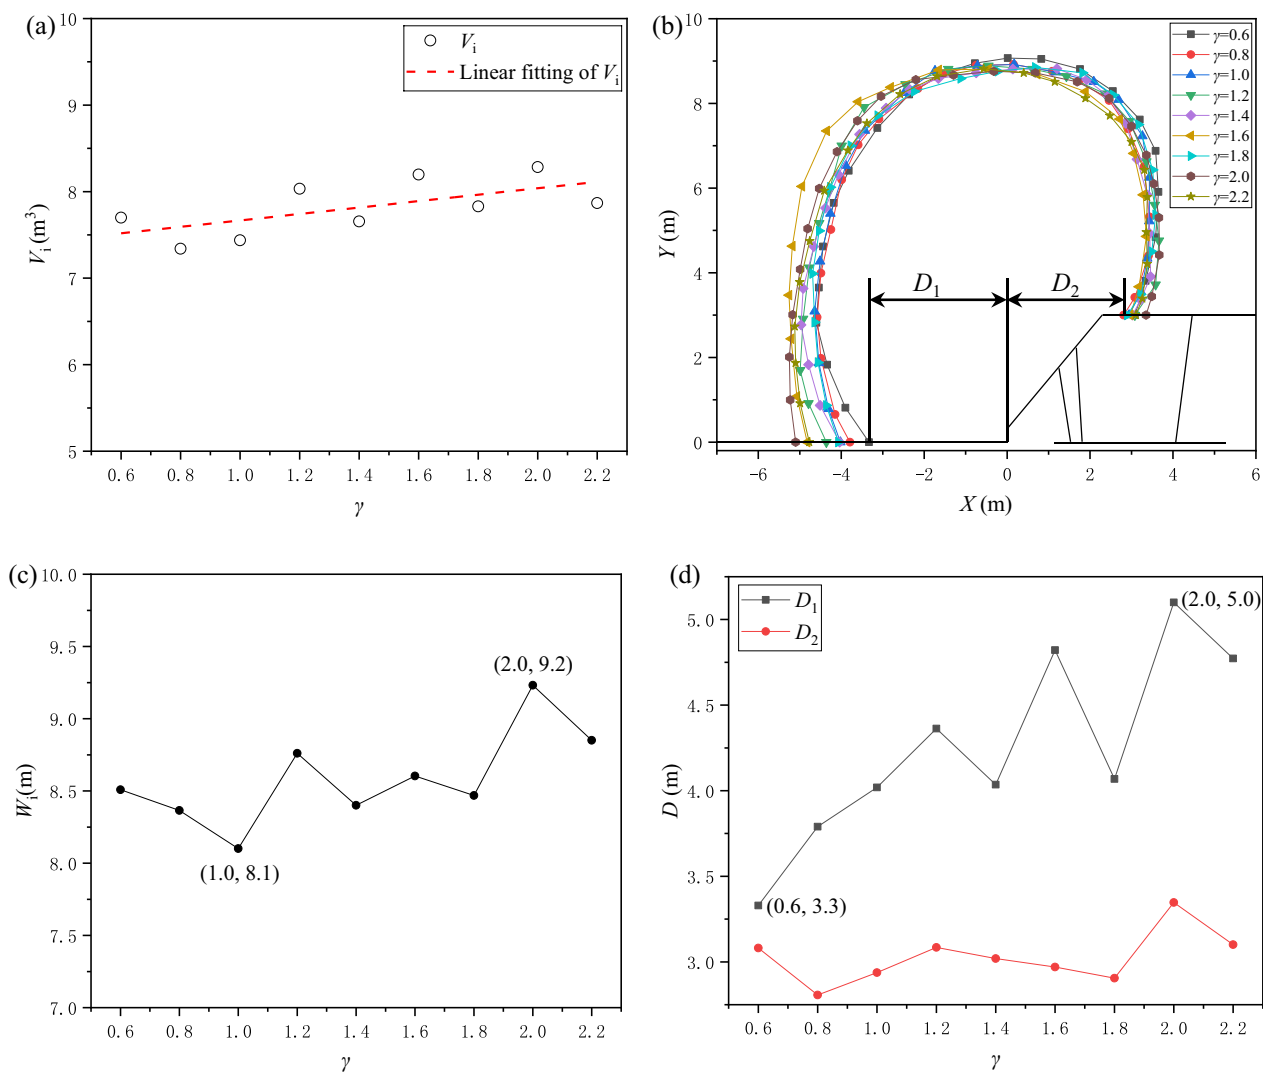 (a)
10
9
8
7
6
5
0.6 0.8 1.0 1.2 1.4 1.6 1.8 2.0 2.2
γ
Vi (m3)
Vi
Linear fitting of Vi
(b)
10
8
6
4
2
0
-6 -4 -2 0 2 4 6
X (m)
Y (m)
D1
D2
γ=0.6
γ=0.8
γ=1.0
γ=1.2
γ=1.4
γ=1.6
γ=1.8
γ=2.0
γ=2.2
(c)
10.0
9.5
9.0
8.5
8.0
7.5
7.0
0.6 0.8 1.0 1.2 1.4 1.6 1.8 2.0 2.2
γ
Wi(m)
(2.0, 9.2)
(1.0, 8.1)
(d)
5.0
4.5
4.0
3.5
3.0
0.6 0.8 1.0 1.2 1.4 1.6 1.8 2.0 2.2
γ
D (m)
D1
D2
(2.0, 5.0)
(0.6, 3.3)